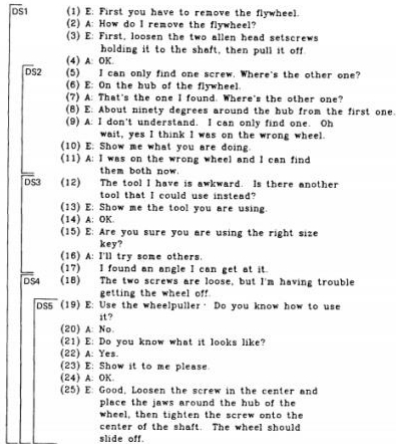 DS1
(1) E: First you have to remove the flywheel.
(2) A: How do I remove the flywheel?
(3) E: First, loosen the two allen head setscrews
holding it to the shaft, then pull it off.
(4) A: OK.
DS2
(5) I can only find one screw. Where's the other one?
(6) E: On the hub of the flywheel.
(7) A: That's the one I found. Where's the other one?
(8) E: About ninety degrees around the hub from the first one.
(9) A: I don't understand. I can only find one. Oh
wait, yes I think I was on the wrong wheel.
(10) E: Show me what you are doing.
(11) A: I was on the wrong wheel and I can find
them both now.
DS3
(12) The tool I have is awkward. Is there another
tool that I could use instead?
(13) E: Show me the tool you are using.
(14) A: OK.
(15) E: Are you sure you are using the right size
key?
(16) A: I'll try some others.
(17) I found an angle I can get at it.
DS4
(18) The two screws are loose, but I'm having trouble
getting the wheel off.
DS5
(19) E: Use the wheelpuller. Do you know how to use
it?
(20) A: No.
(21) E: Do you know what it looks like?
(22) A: Yes.
(23) E: Show it to me please.
(24) A: OK.
(25) E: Good, Loosen the screw in the center and
place the jaws around the hub of the
wheel, then tighten the screw onto the
center of the shaft. The wheel should
slide off.